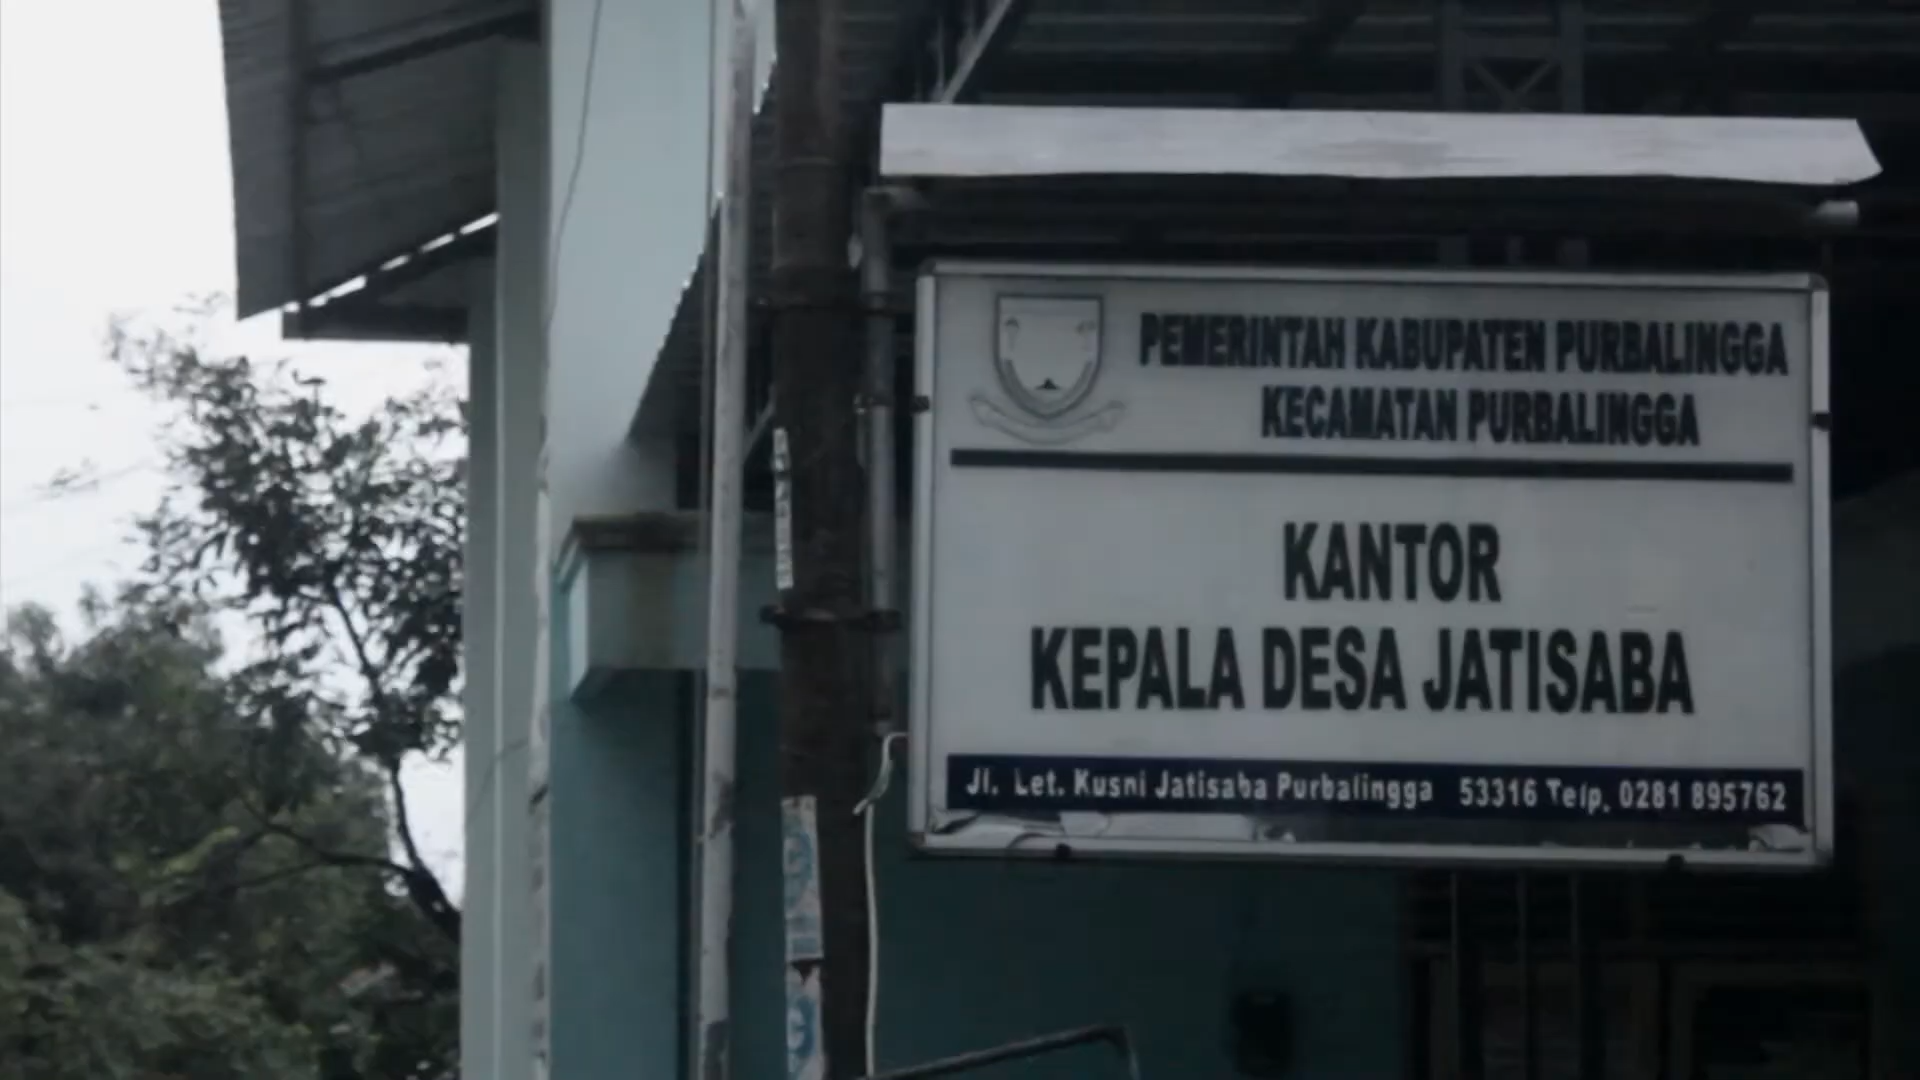 PEMERINTAH KABUPATEN PURBALINGGA
KECAMATAN PURBALINGGA
KANTOR
KEPALA DESA JATISABA
Jl. Let. Kusni Jatisaba Purbalingga 53316 Telp. 0281 895762